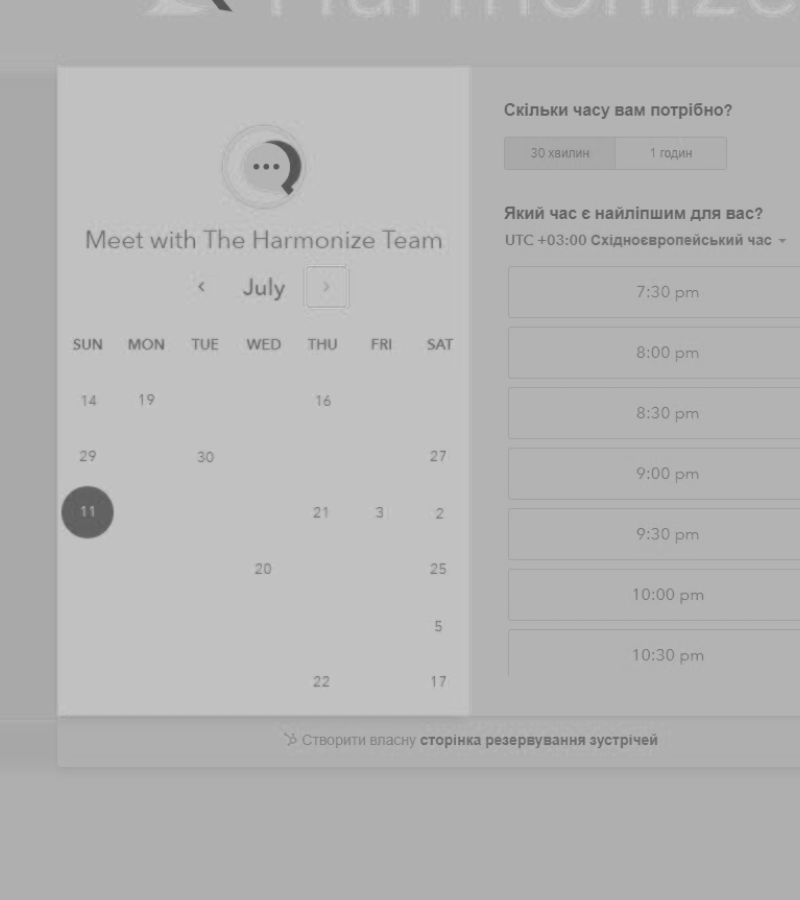 Harmonize
Meet with The Harmonize Team
July
SUN MON TUE WED THU FRI SAT
14 19 16
29 30 27
11 21 3 2
20 25
5
22 17
Скільки часу вам потрібно?
30 хвилин 1 годин
Який час є найліпшим для вас?
UTC +03:00 Східноєвропейський час
7:30 pm
8:00 pm
8:30 pm
9:00 pm
9:30 pm
10:00 pm
10:30 pm
Створити власну сторінка резервування зустрічей